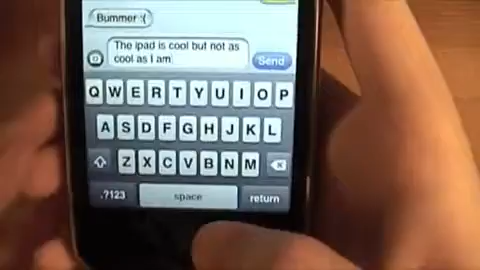 Bummer :(
The ipad is cool but not as
cool as I am
Send
Q W E R T Y U I O P
A S D F G H J K L
Z X C V B N M
.?123 space return